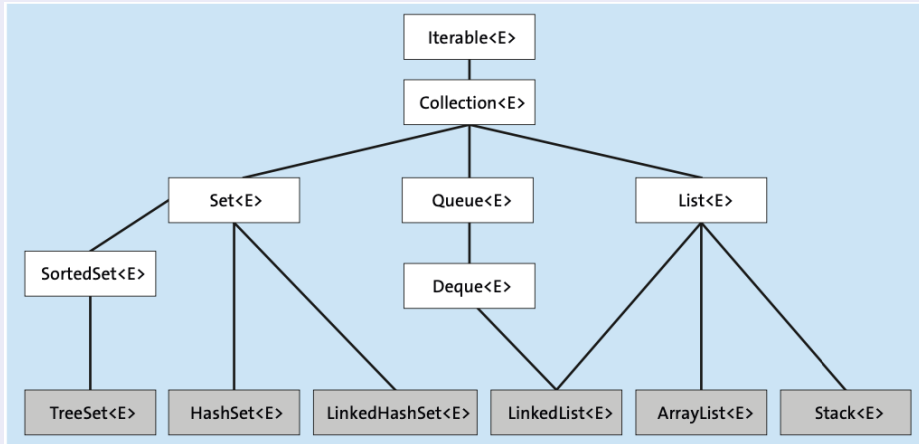 Iterable<E>
Collection<E>
Set<E>
Queue<E>
List<E>
SortedSet<E>
Deque<E>
TreeSet<E>
HashSet<E>
LinkedHashSet<E>
LinkedList<E>
ArrayList<E>
Stack<E>